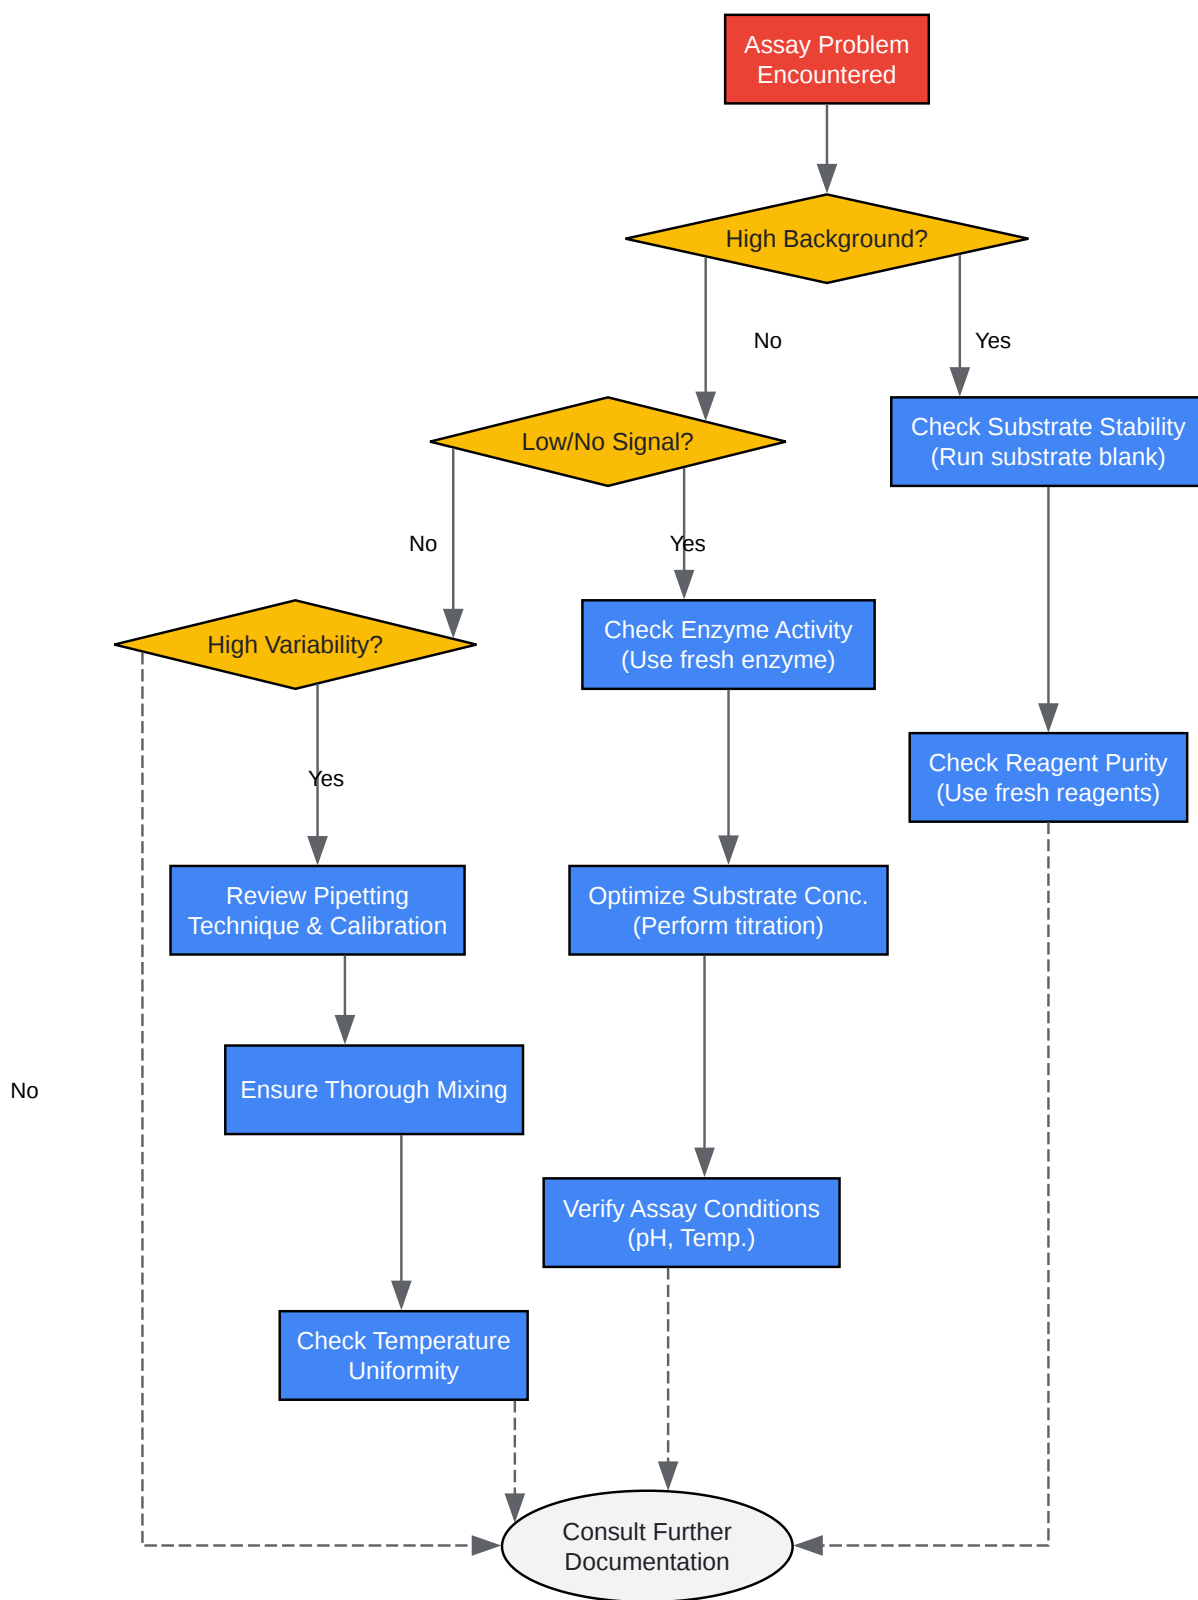 Assay Problem
Encountered
High Background?
No
Yes
Low/No Signal?
Check Substrate Stability
(Run substrate blank)
No
Yes
High Variability?
Check Enzyme Activity
(Use fresh enzyme)
Yes
Check Reagent Purity
(Use fresh reagents)
Review Pipetting
Technique & Calibration
Optimize Substrate Conc.
(Perform titration)
No
Ensure Thorough Mixing
Verify Assay Conditions
(pH, Temp.)
Check Temperature
Uniformity
Consult Further
Documentation